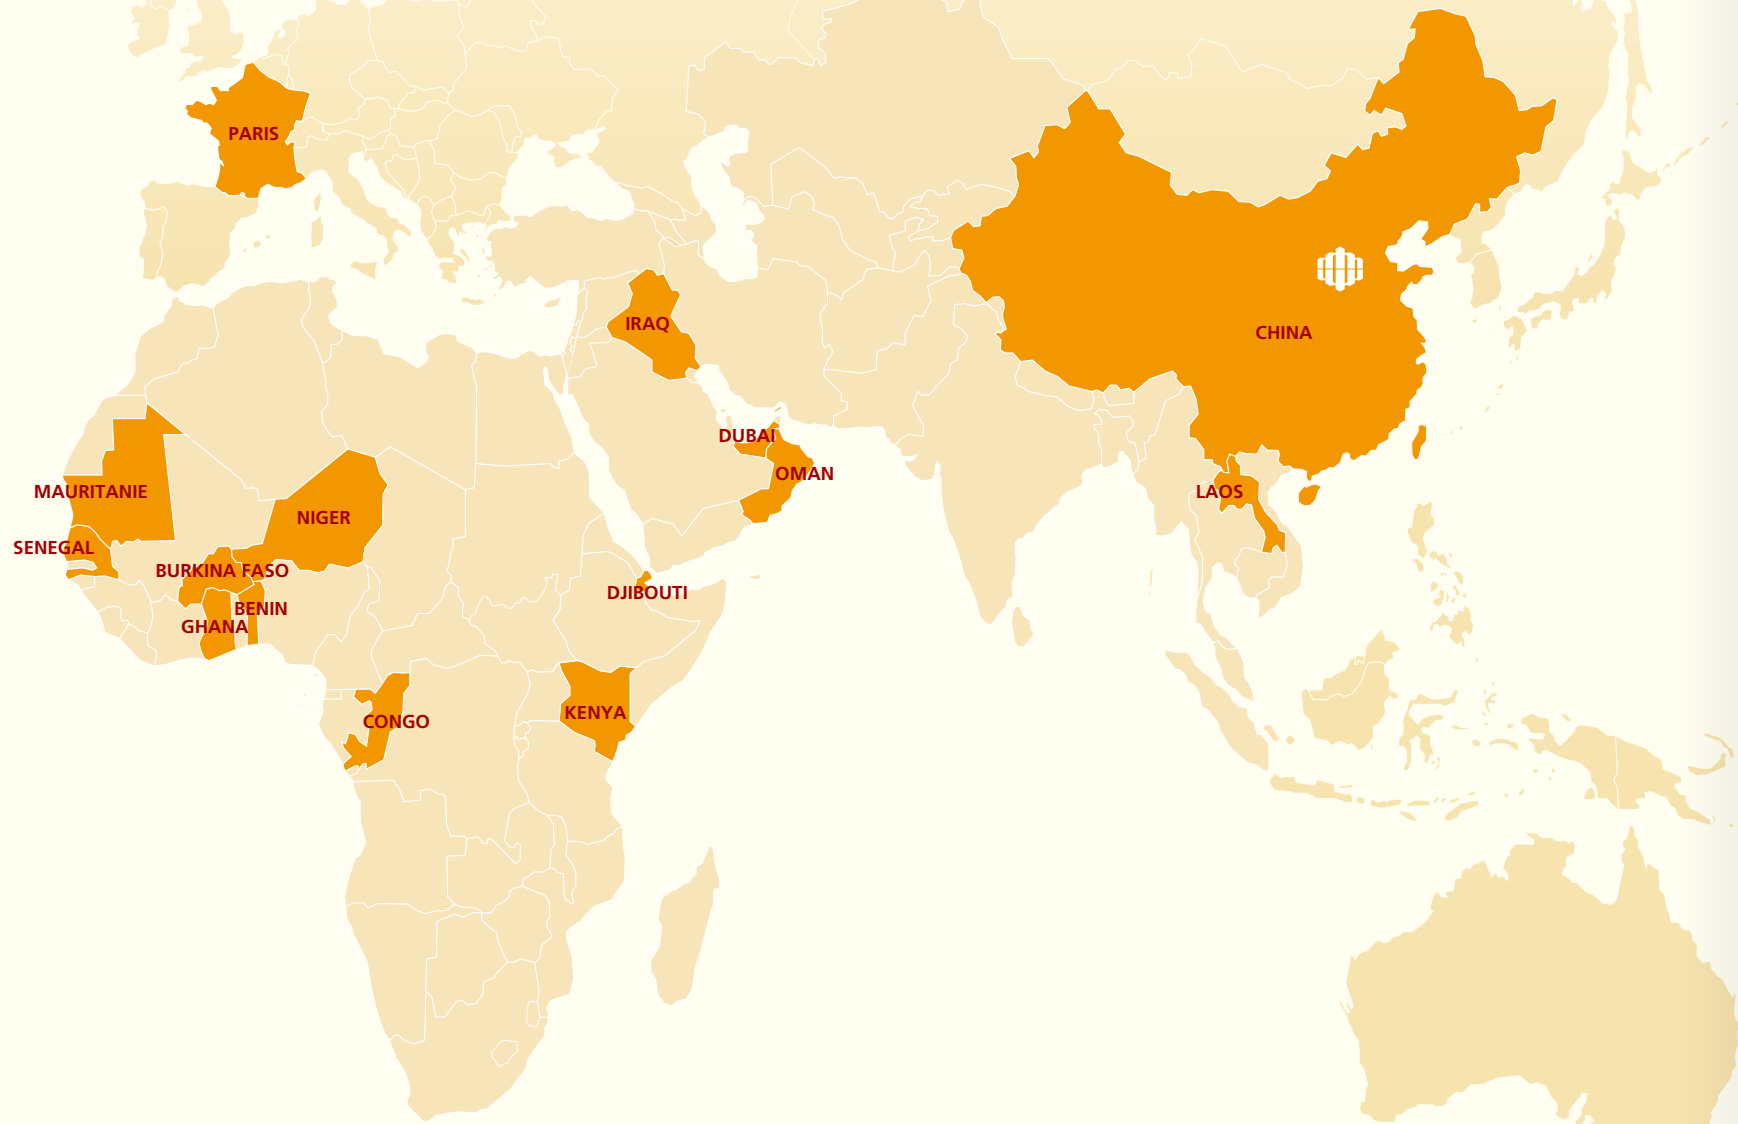 PARIS
IRAQ
CHINA
DUBAI
OMAN
MAURITANIE
LAOS
NIGER
SENEGAL
BURKINA FASO
DJIBOUTI
BENIN
GHANA
KENYA
CONGO